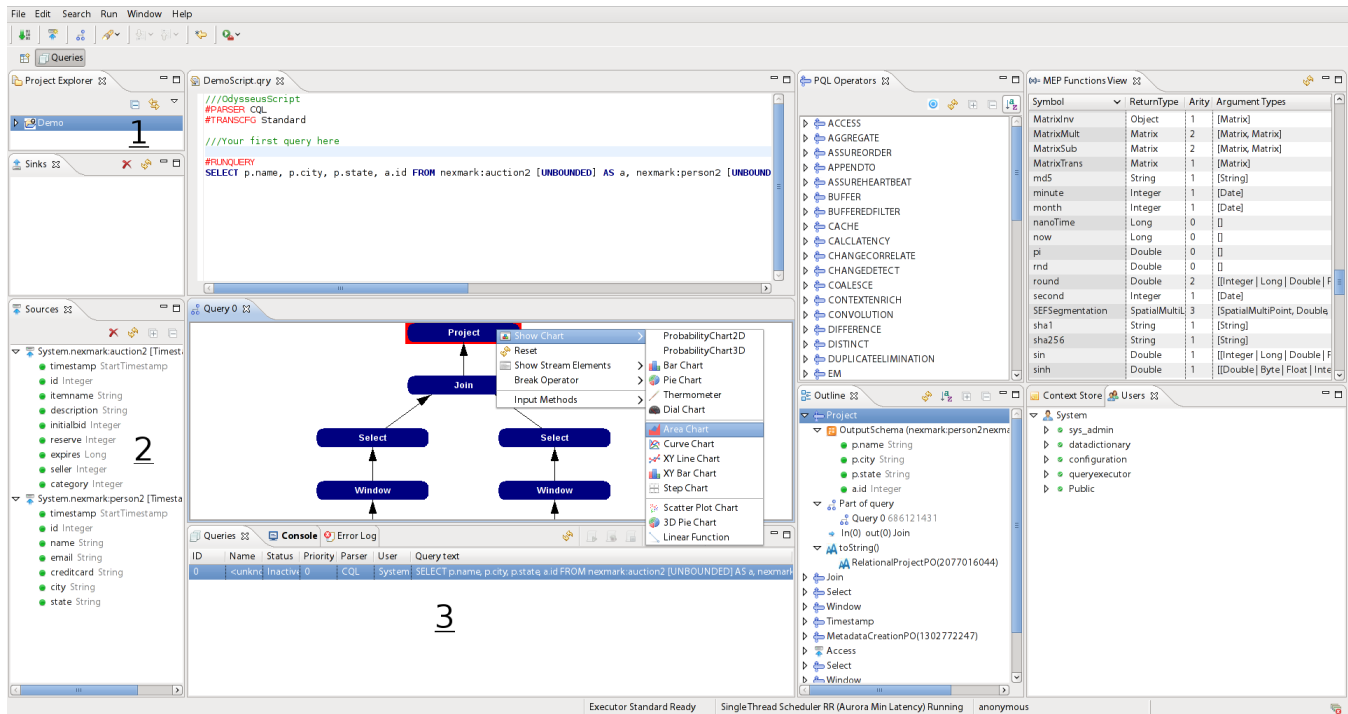 File Edit Search Run Window Help
Queries
Project Explorer
Demo
1
Sinks
DemoScript.qry
///OdysseusScript
#PARSER CQL
#TRANSCFG Standard
///Your first query here
#RUNQUERY
SELECT p.name, p.city, p.state, a.id FROM nexmark:auction2 [UNBOUNDED] AS a, nexmark:person2 [UNBOUND
PQL Operators
ACCESS
AGGREGATE
ASSUREORDER
APPENDTO
ASSUREHEARTBEAT
BUFFER
BUFFEREDFILTER
CACHE
CALCLATENCY
CHANGECORRELATE
CHANGEDETECT
COALESCE
CONTEXTENRICH
CONVOLUTION
DIFFERENCE
DISTINCT
DUPLICATEELIMINATION
EM
MEP Functions View
Symbol ReturnType Arity Argument Types
MatrixInv Object 1 [Matrix]
MatrixMult Matrix 2 [Matrix, Matrix]
MatrixSub Matrix 2 [Matrix, Matrix]
MatrixTrans Matrix 1 [Matrix]
md5 String 1 [String]
minute Integer 1 [Date]
month Integer 1 [Date]
nanoTime Long 0 []
now Long 0 []
pi Double 0 []
rnd Double 0 []
round Double 2 [[Integer | Long | Double | F
second Integer 1 [Date]
SEFSegmentation SpatialMultiL 3 [SpatialMultiPoint, Double,
sha1 String 1 [String]
sha256 String 1 [String]
sin Double 1 [[Integer | Long | Double | F
sinh Double 1 [[Double | Byte | Float | Inte
Sources
System.nexmark:auction2 [Timest
timestamp StartTimestamp
id Integer
itemname String
description String
initialbid Integer
reserve Integer
expires Long
seller Integer
category Integer
2
System.nexmark:person2 [Timesta
timestamp StartTimestamp
id Integer
name String
email String
creditcard String
city String
state String
Query 0
Project
Join
Select
Select
Window
Window
Show Chart
Reset
Show Stream Elements
Break Operator
Input Methods
ProbabilityChart2D
ProbabilityChart3D
Bar Chart
Pie Chart
Thermometer
Dial Chart
Area Chart
Curve Chart
XY Line Chart
XY Bar Chart
Step Chart
Scatter Plot Chart
3D Pie Chart
Linear Function
Queries Console Error Log
ID Name Status Priority Parser User Query text
0 <unkno Inactive 0 CQL System SELECT p.name, p.city, p.state, a.id FROM nexmark:auction2 [UNBOUNDED] AS a, nexmark
3
Outline
Project
OutputSchema (nexmark:person2nexma
p.name String
p.city String
p.state String
a.id Integer
Part of query
Query 0 686121431
In(0) out(0) Join
toString()
RelationalProjectPO(2077016044)
Join
Select
Window
Timestamp
MetadataCreationPO(1302772247)
Access
Select
Window
Context Store Users
System
sys_admin
datadictionary
configuration
queryexecutor
Public
Executor Standard Ready SingleThread Scheduler RR (Aurora Min Latency) Running anonymous